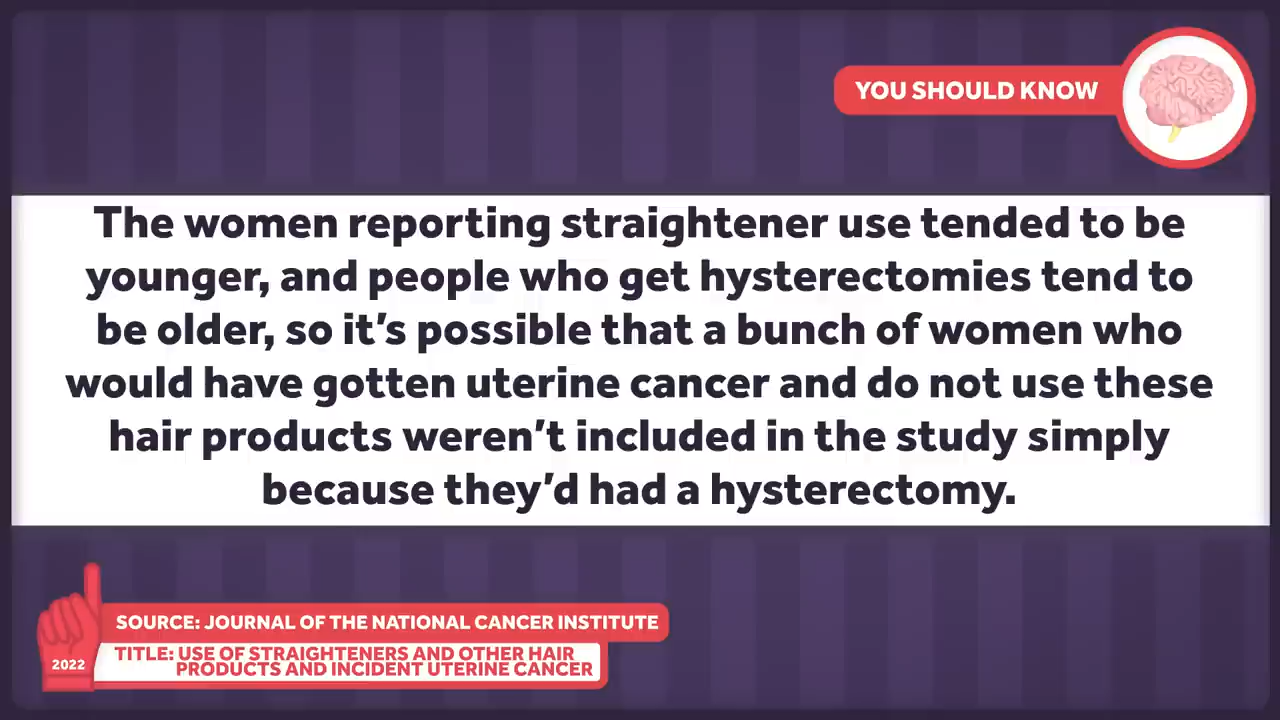 YOU SHOULD KNOW
The women reporting straightener use tended to be
younger, and people who get hysterectomies tend to
be older, so it's possible that a bunch of women who
would have gotten uterine cancer and do not use these
hair products weren't included in the study simply
because they'd had a hysterectomy.
SOURCE: JOURNAL OF THE NATIONAL CANCER INSTITUTE
TITLE: USE OF STRAIGHTENERS AND OTHER HAIR
PRODUCTS AND INCIDENT UTERINE CANCER
2022